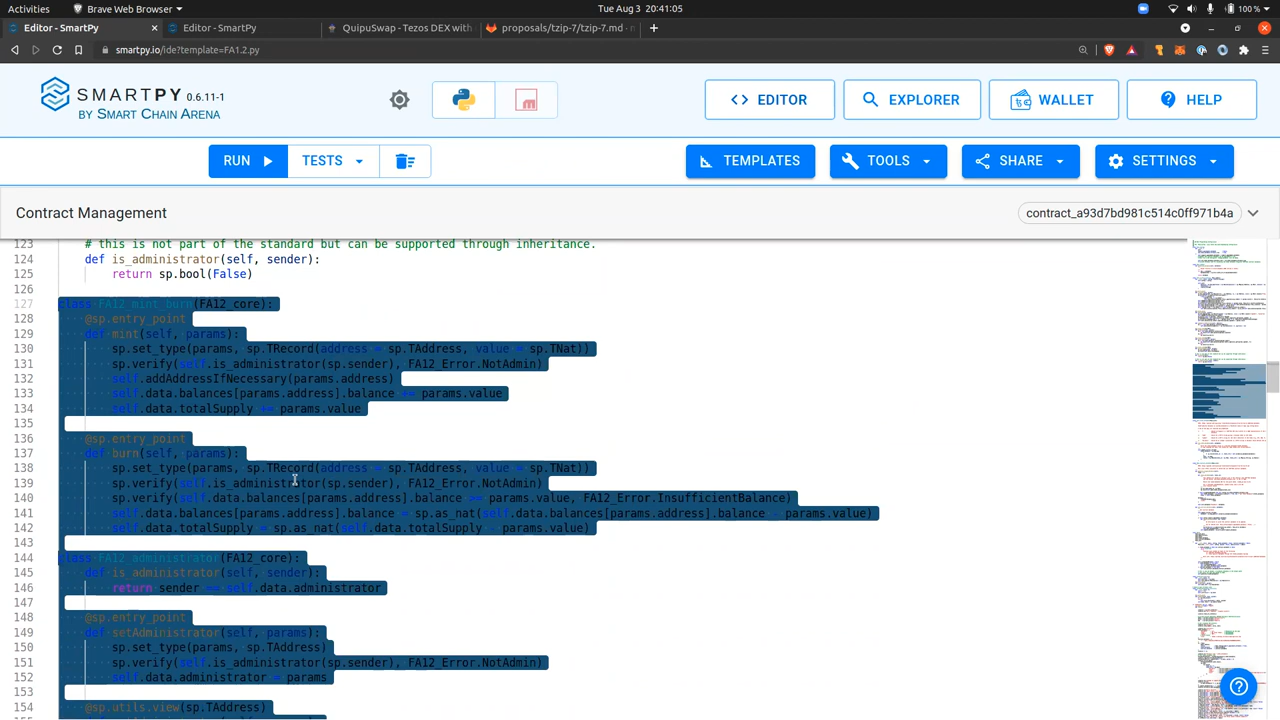 Activities
Brave Web Browser
Tue Aug 3 20:41:05
100 %
Editor - SmartPy
Editor - SmartPy
QuipuSwap - Tezos DEX with
proposals/tzip-7/tzip-7.md
smartpy.io/ide?template=FA1.2.py
SMARTPY 0.6.11-1
BY SMART CHAIN ARENA
EDITOR
EXPLORER
WALLET
HELP
RUN
TESTS
TEMPLATES
TOOLS
SHARE
SETTINGS
Contract Management
contract_a93d7bd981c514c0ff971b4a
123 # this is not part of the standard but can be supported through inheritance.
124 def is_administrator(self, sender):
125 return sp.bool(False)
126
127 class FA12_mint_burn(FA12_core):
128 @sp.entry_point
129 def mint(self, params):
130 sp.set_type(params, sp.TRecord(address = sp.TAddress, value = sp.TNat))
131 sp.verify(self.is_administrator(sp.sender), FA12_Error.NotAdmin)
132 self.addAddressIfNecessary(params.address)
133 self.data.balances[params.address].balance += params.value
134 self.data.totalSupply += params.value
135
136 @sp.entry_point
137 def burn(self, params):
138 sp.set_type(params, sp.TRecord(address = sp.TAddress, value = sp.TNat))
139 sp.verify(self.is_administrator(sp.sender), FA12_Error.NotAdmin)
140 sp.verify(self.data.balances[params.address].balance >= params.value, FA12_Error.InsufficientBalance)
141 self.data.balances[params.address].balance = sp.as_nat(self.data.balances[params.address].balance - params.value)
142 self.data.totalSupply = sp.as_nat(self.data.totalSupply - params.value)
143
144 class FA12_administrator(FA12_core):
145 def is_administrator(self, sender):
146 return sender == self.data.administrator
147
148 @sp.entry_point
149 def setAdministrator(self, params):
150 sp.set_type(params, sp.TAddress)
151 sp.verify(self.is_administrator(sp.sender), FA12_Error.NotAdmin)
152 self.data.administrator = params
153
154 @sp.utils.view(sp.TAddress)